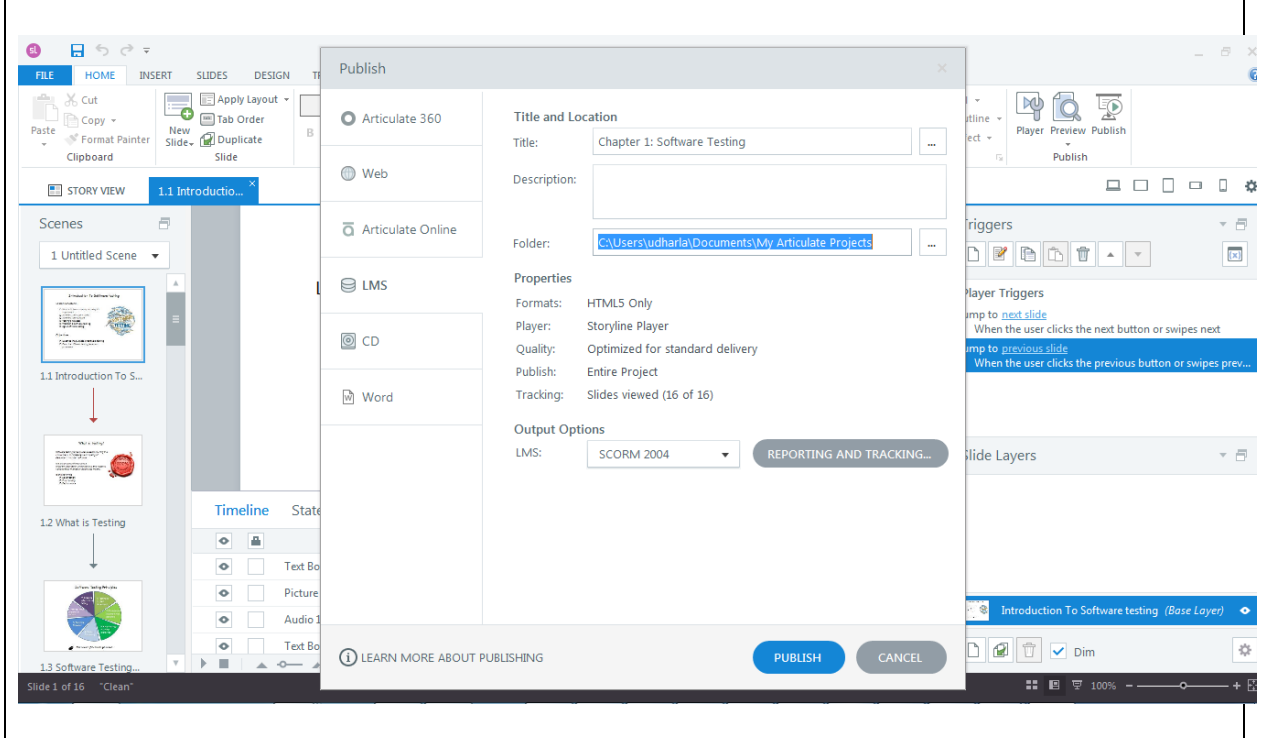 sl
FILE HOME INSERT SLIDES DESIGN
Paste
Cut
Copy
Format Painter
Clipboard
New Slide
Apply Layout
Tab Order
Duplicate
Slide
B
Player Preview Publish
Publish
STORY VIEW
1.1 Introductio...
Scenes
1 Untitled Scene
1.1 Introduction To S...
1.2 What is Testing
1.3 Software Testing...
Timeline
Text Bo
Picture
Audio 1
Text Bo
Publish
Articulate 360
Web
Articulate Online
LMS
CD
Word
Title and Location
Title: Chapter 1: Software Testing ...
Description:
Folder: C:\Users\udharla\Documents\My Articulate Projects ...
Properties
Formats: HTML5 Only
Player: Storyline Player
Quality: Optimized for standard delivery
Publish: Entire Project
Tracking: Slides viewed (16 of 16)
Output Options
LMS: SCORM 2004 REPORTING AND TRACKING...
LEARN MORE ABOUT PUBLISHING
PUBLISH CANCEL
riggers
Player Triggers
ump to next slide
When the user clicks the next button or swipes next
ump to previous slide
When the user clicks the previous button or swipes prev...
Slide Layers
Introduction To Software testing (Base Layer)
Dim
Slide 1 of 16 "Clean"
100%